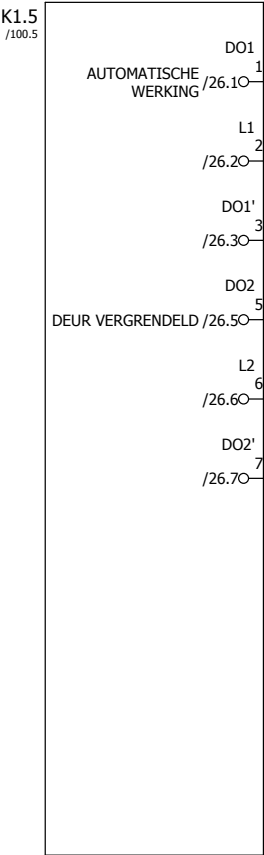 K1.5
/100.5
DO1
1
AUTOMATISCHE
WERKING
/26.1
L1
2
/26.2
DO1'
3
/26.3
DO2
5
DEUR VERGRENDELD /26.5
L2
6
/26.6
DO2'
7
/26.7